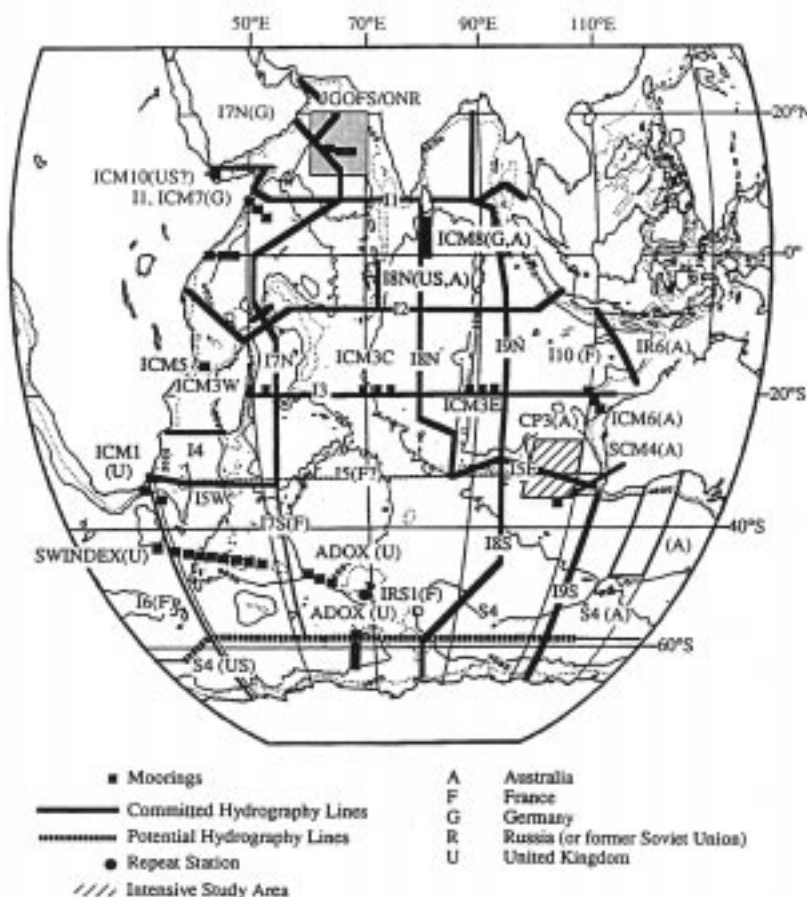 50°E 70°E 90°E 110°E
JGOFS/ONR
I7N(G)
20°N
ICM10(US?)
I1, ICM7(G)
I1
ICM8(G,A)
0°
I8N(US,A)
I2
I7N
ICM3C
I8N
I9N
I10 (F)
IR6(A)
ICM5
ICM3W
I3
20°S
ICM3E
CP3(A)
ICM6(A)
ICM1
(U)
I4
SCM4(A)
I5(F?)
I5E
I5W
I7S(F)
40°S
I8S
SWINDEX(U)
ADOX (U)
(A)
IRS1(F)
I6(F)
ADOX (U)
S4
I9S
S4 (A)
60°S
S4 (US)
Moorings
Committed Hydrography Lines
Potential Hydrography Lines
Repeat Station
Intensive Study Area
A Australia
F France
G Germany
R Russia (or former Soviet Union)
U United Kingdom